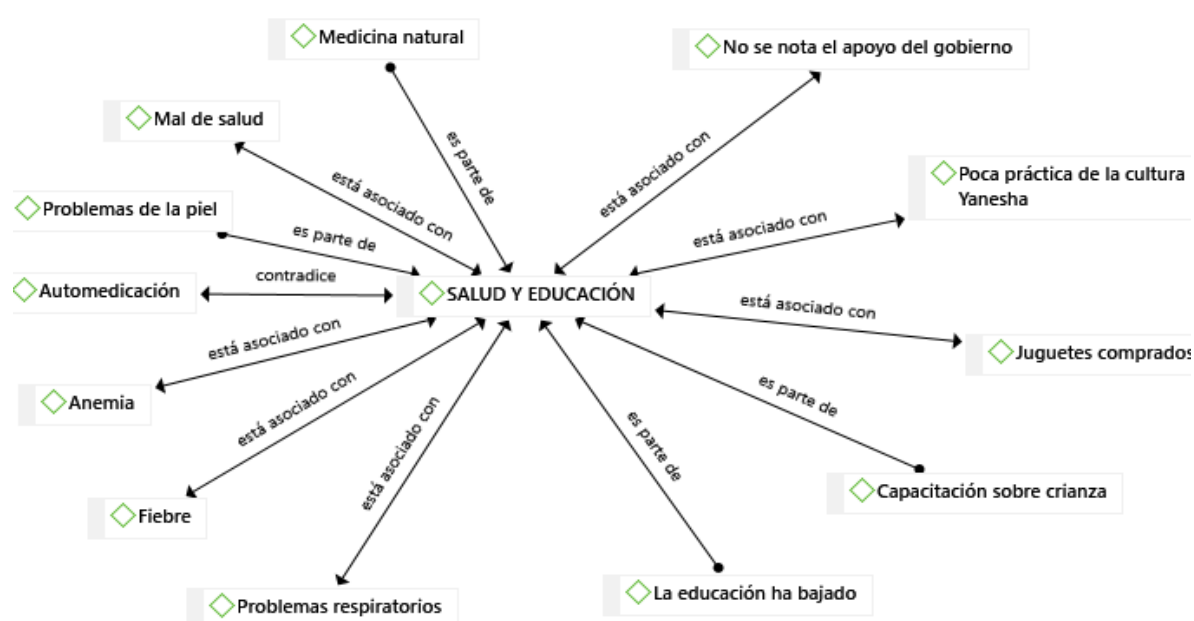 Medicina natural
No se nota el apoyo del gobierno
Mal de salud
es parte de
está asociado con
está asociado con
Poca práctica de la cultura
Yanesha
Problemas de la piel
es parte de
está asociado con
Automedicación
contradice
SALUD Y EDUCACIÓN
está asociado con
Juguetes comprados
está asociado con
Anemia
está asociado con
es parte de
está asociado con
es parte de
Capacitación sobre crianza
Fiebre
La educación ha bajado
Problemas respiratorios